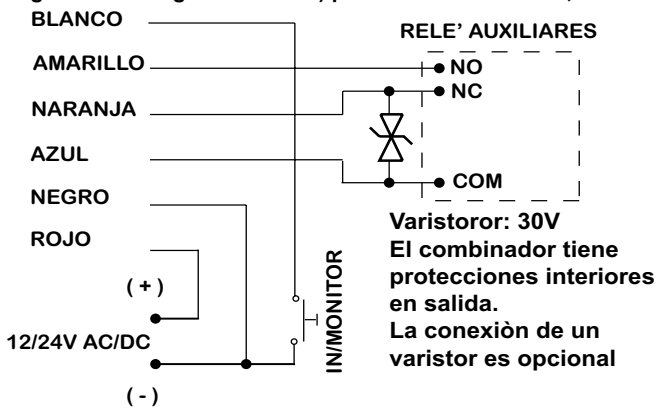 BLANCO
RELE' AUXILIARES
AMARILLO
NO
NC
NARANJA
AZUL
COM
NEGRO
ROJO
Varistoror: 30V
El combinador tiene
protecciones interiores
en salida.
La conexiòn de un
varistor es opcional
IN/MONITOR
( + )
12/24V AC/DC
( - )